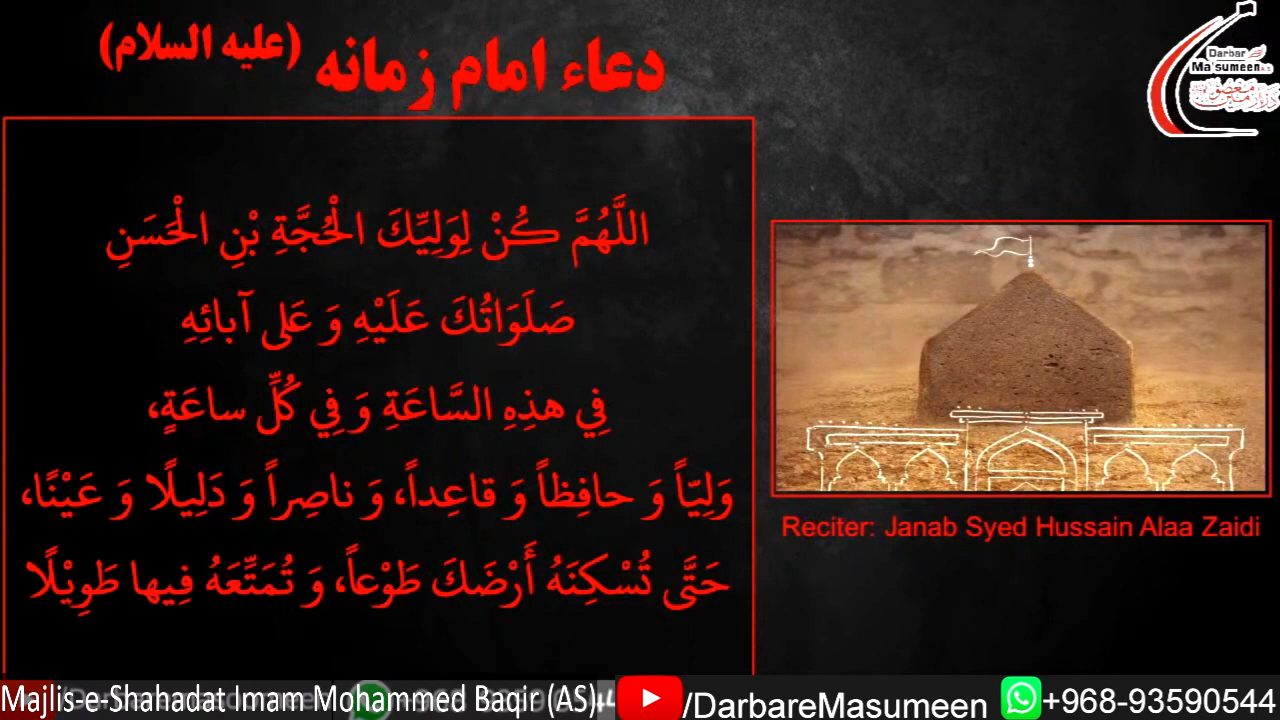 دعاء امام زمانه (علیه السلام)
Darbar
Ma'sumeen
اللَّهُمَّ كُنْ لِوَلِيِّكَ الْحُجَّةِ بْنِ الْحَسَنِ
صَلَوَاتُكَ عَلَيْهِ وَ عَلى آبائِهِ
فِي هذِهِ السَّاعَةِ وَ فِي كُلِّ ساعَةٍ،
وَلِيّاً وَ حافِظاً وَ قاعِداً، وَ ناصِراً وَ دَلِيلًا وَ عَيْنًا،
حَتَّى تُسْكِنَهُ أَرْضَكَ طَوْعاً، وَ تُمَتِّعَهُ فِيها طَوِيْلًا
Reciter: Janab Syed Hussain Alaa Zaidi
Majlis-e-Shahadat Imam Mohammed Baqir (AS)
/DarbareMasumeen
+968-93590544